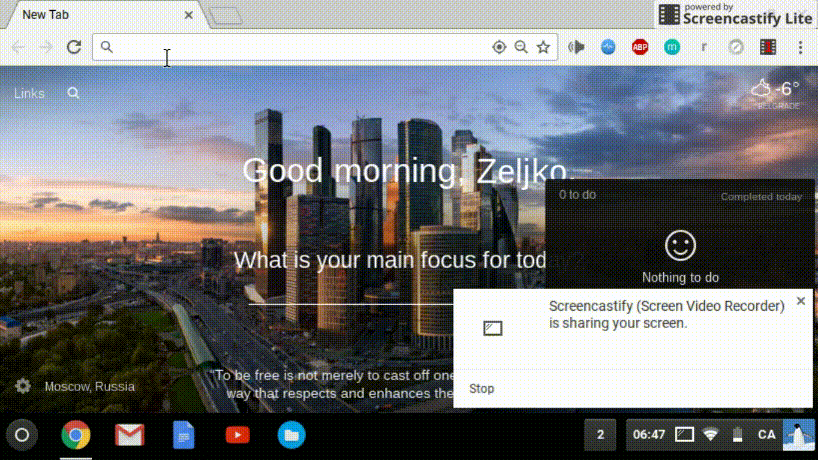 New Tab
powered by
Screencastify Lite
ABP
m
r
Links
-6°
BELGRADE
Good morning, Zeljko.
0 to do
Completed today
What is your main focus for today?
Nothing to do
Screencastify (Screen Video Recorder)
is sharing your screen.
Stop
"To be free is not merely to cast off one
way that respects and enhances the
Moscow, Russia
2
06:47
CA